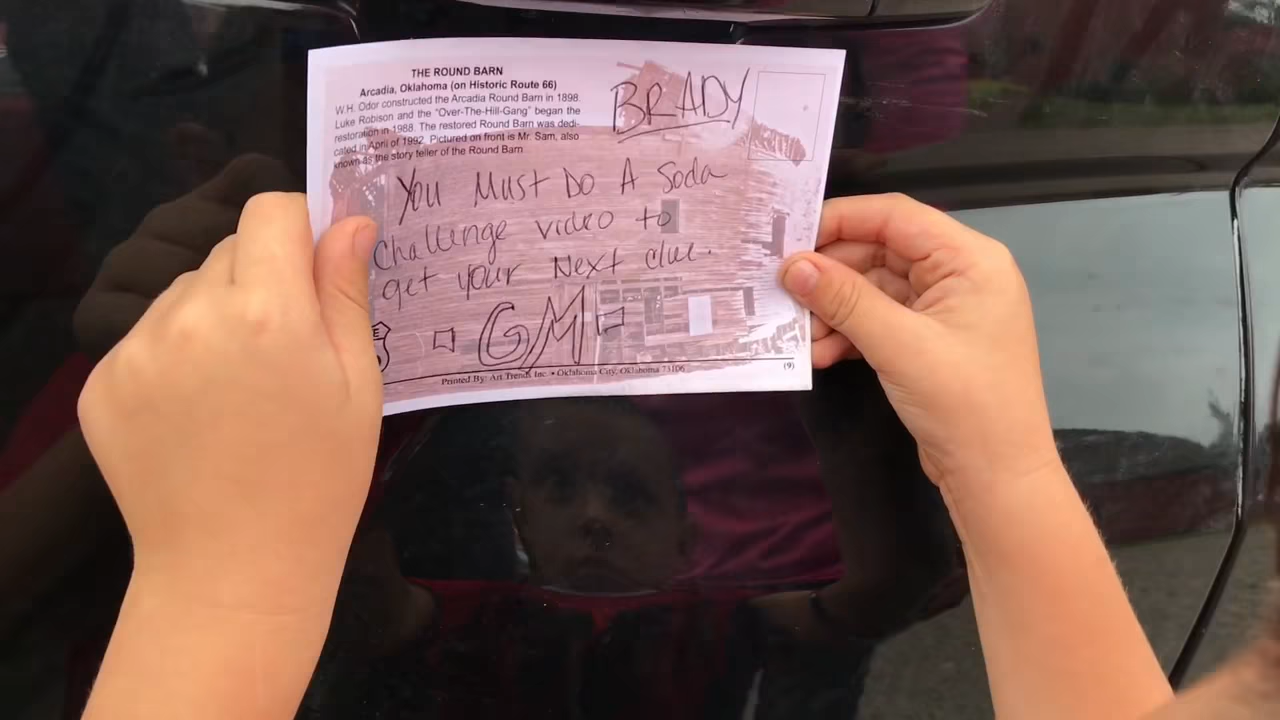 THE ROUND BARN
Arcadia, Oklahoma (on Historic Route 66)
W.H. Odor constructed the Arcadia Round Barn in 1898.
Luke Robison and the "Over-The-Hill-Gang" began the
restoration in 1988. The restored Round Barn was dedi-
cated in April of 1992. Pictured on front is Mr. Sam, also
known as the story teller of the Round Barn
BRADY
You Must Do A Soda
Challenge video to
get your Next clue.
- GM -
Printed By: Art Trends Inc. • Oklahoma City, Oklahoma 73106
(9)